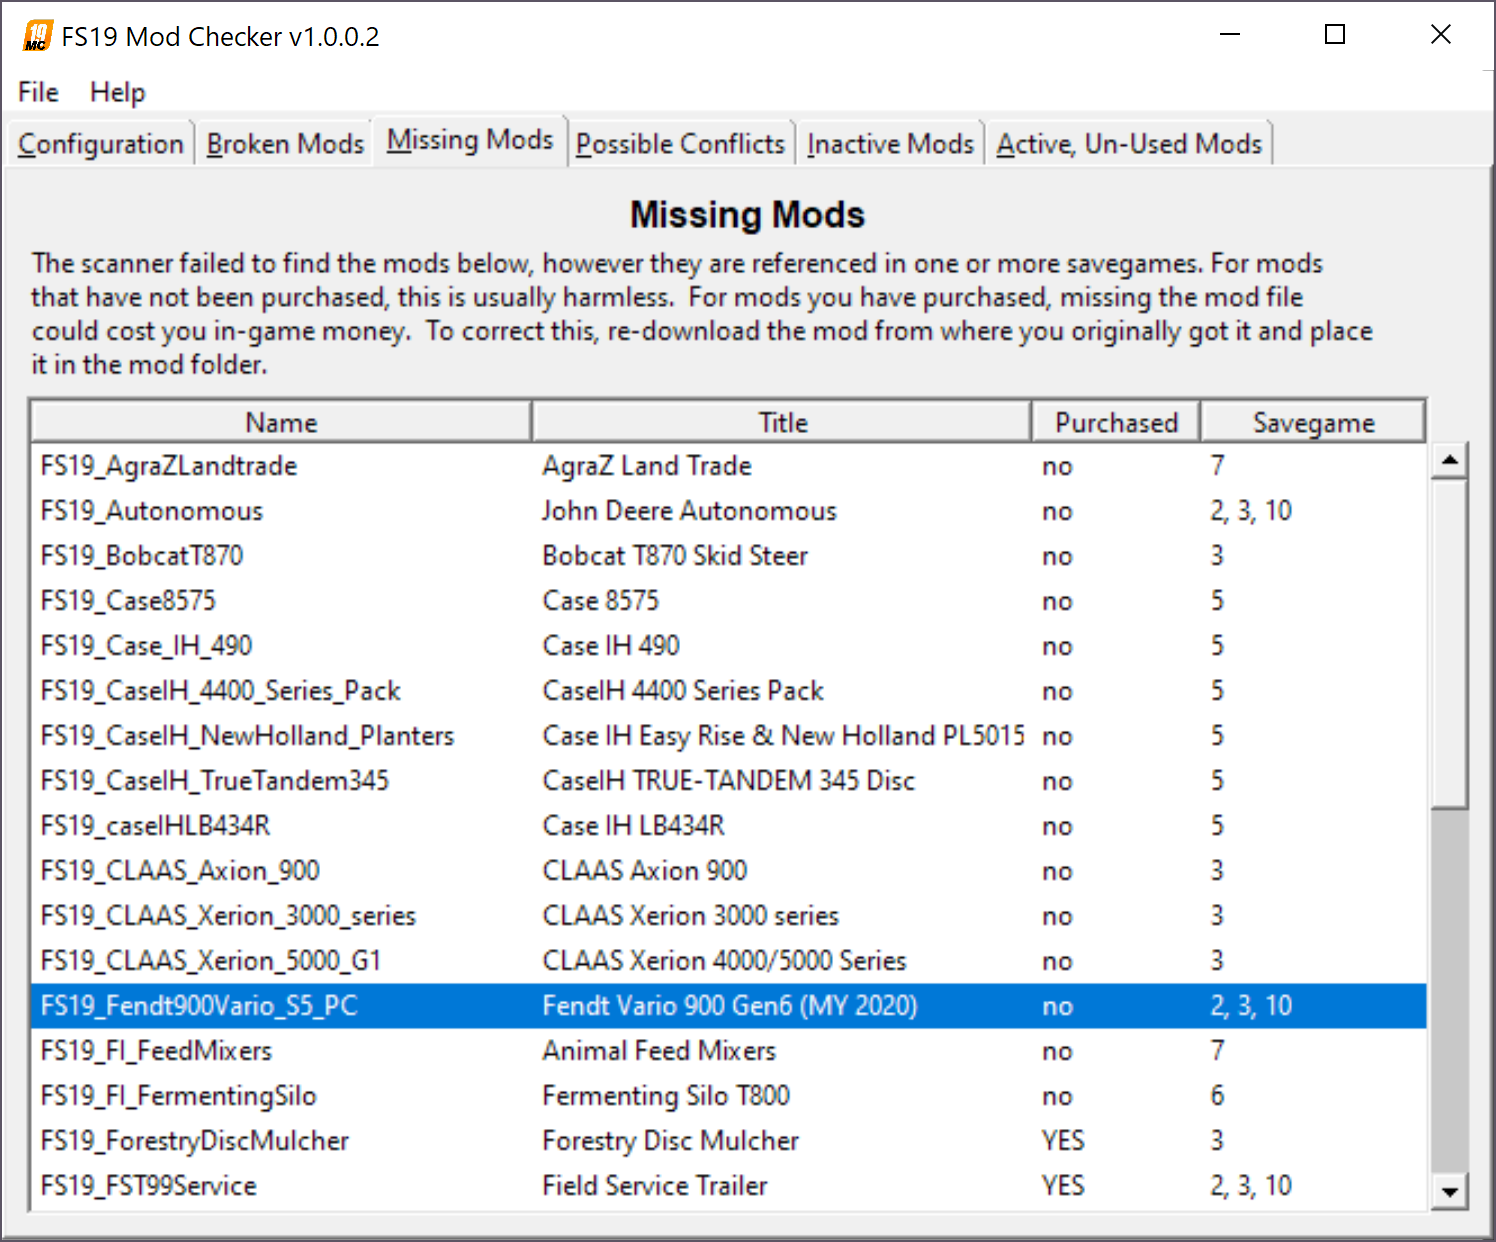 19
MC
FS19 Mod Checker v1.0.0.2
File Help
Configuration Broken Mods Missing Mods Possible Conflicts Inactive Mods Active, Un-Used Mods
Missing Mods
The scanner failed to find the mods below, however they are referenced in one or more savegames. For mods
that have not been purchased, this is usually harmless.  For mods you have purchased, missing the mod file
could cost you in-game money.  To correct this, re-download the mod from where you originally got it and place
it in the mod folder.
Name Title Purchased Savegame
FS19_AgraZLandtrade AgraZ Land Trade no 7
FS19_Autonomous John Deere Autonomous no 2, 3, 10
FS19_BobcatT870 Bobcat T870 Skid Steer no 3
FS19_Case8575 Case 8575 no 5
FS19_Case_IH_490 Case IH 490 no 5
FS19_CaseIH_4400_Series_Pack CaseIH 4400 Series Pack no 5
FS19_CaseIH_NewHolland_Planters Case IH Easy Rise & New Holland PL5015 no 5
FS19_CaseIH_TrueTandem345 CaseIH TRUE-TANDEM 345 Disc no 5
FS19_caseIHLB434R Case IH LB434R no 5
FS19_CLAAS_Axion_900 CLAAS Axion 900 no 3
FS19_CLAAS_Xerion_3000_series CLAAS Xerion 3000 series no 3
FS19_CLAAS_Xerion_5000_G1 CLAAS Xerion 4000/5000 Series no 3
FS19_Fendt900Vario_S5_PC Fendt Vario 900 Gen6 (MY 2020) no 2, 3, 10
FS19_FI_FeedMixers Animal Feed Mixers no 7
FS19_FI_FermentingSilo Fermenting Silo T800 no 6
FS19_ForestryDiscMulcher Forestry Disc Mulcher YES 3
FS19_FST99Service Field Service Trailer YES 2, 3, 10